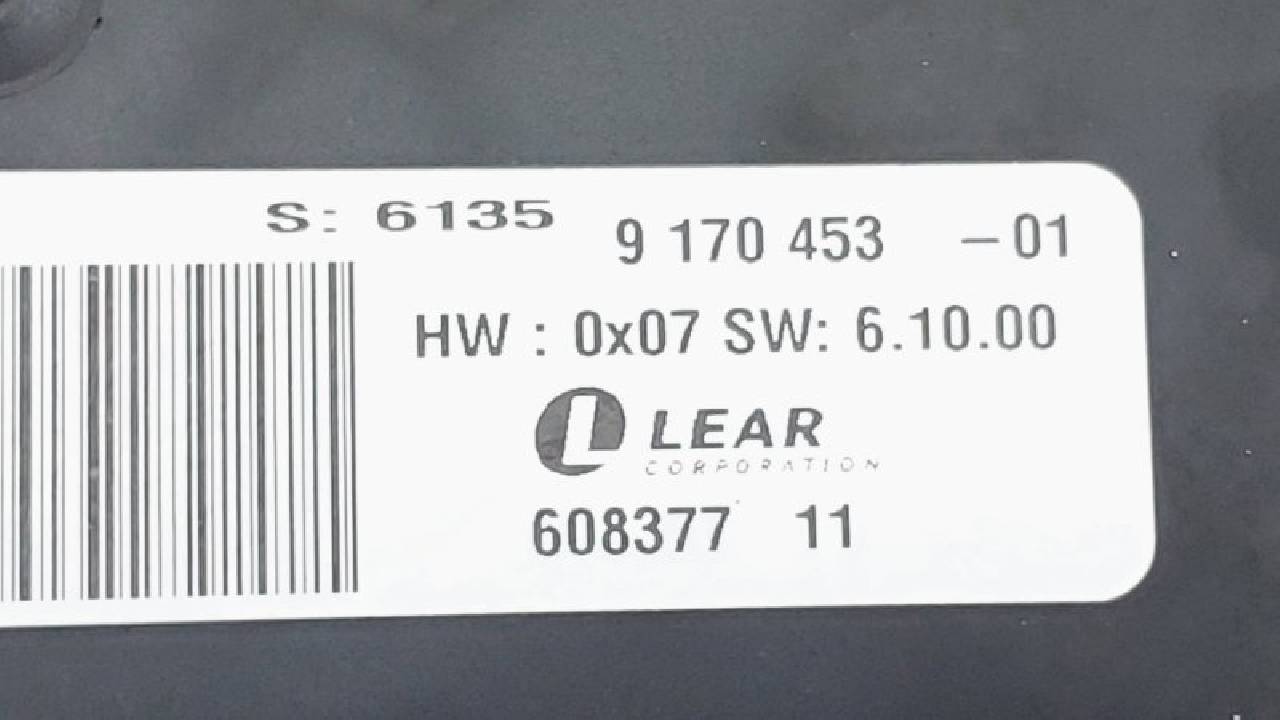 S: 6135
9 170 453 –01
HW : 0x07 SW: 6.10.00
LEAR
CORPORATION
608377 11